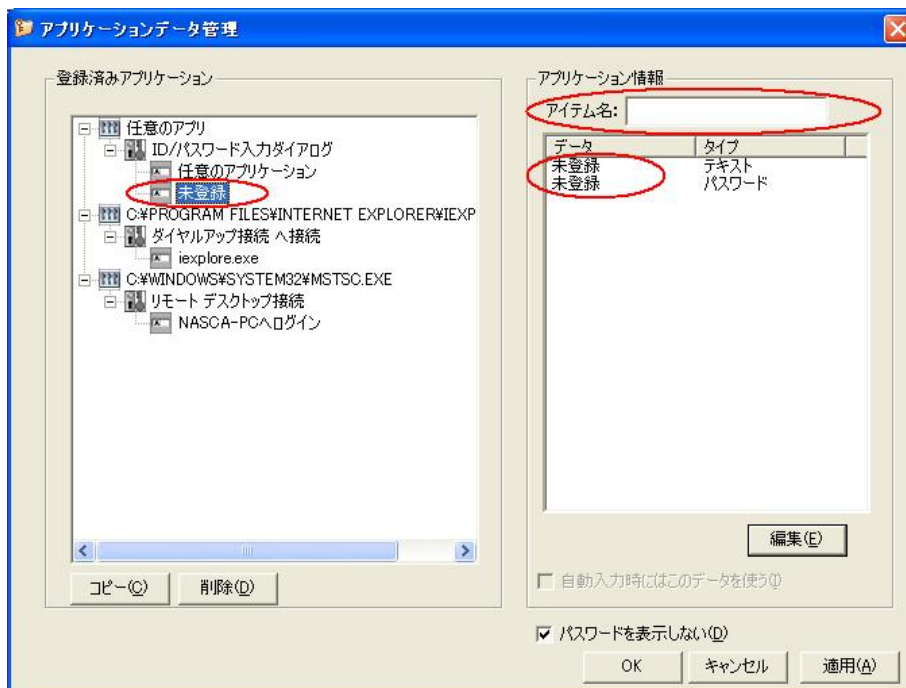 アプリケーションデータ管理
登録済みアプリケーション
任意のアプリ
ID/パスワード入力ダイアログ
任意のアプリケーション
未登録
C:¥PROGRAM FILES¥INTERNET EXPLORER¥IEXP
ダイヤルアップ接続 へ接続
iexplore.exe
C:¥WINDOWS¥SYSTEM32¥MSTSC.EXE
リモート デスクトップ接続
NASCA-PCへログイン
コピー(C)
削除(D)
アプリケーション情報
アイテム名:
データ タイプ
未登録 テキスト
未登録 パスワード
編集(E)
自動入力時にはこのデータを使う(I)
パスワードを表示しない(D)
OK キャンセル 適用(A)